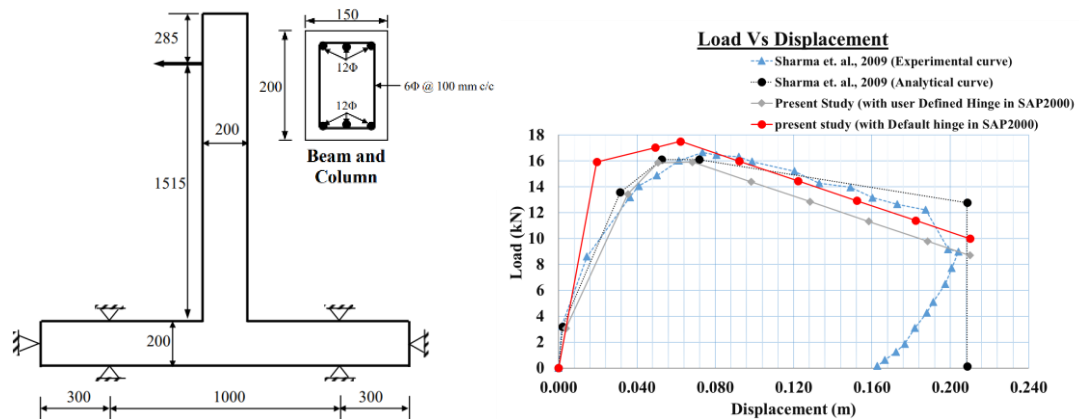 285
200
1515
200
300
1000
300
150
200
12Φ
12Φ
6Φ @ 100 mm c/c
Beam and
Column
Load Vs Displacement
Sharma et. al., 2009 (Experimental curve)
Sharma et. al., 2009 (Analytical curve)
Present Study (with user Defined Hinge in SAP2000)
present study (with Default hinge in SAP2000)
Load (kN)
18
16
14
12
10
8
6
4
2
0
0.000 0.040 0.080 0.120 0.160 0.200 0.240
Displacement (m)